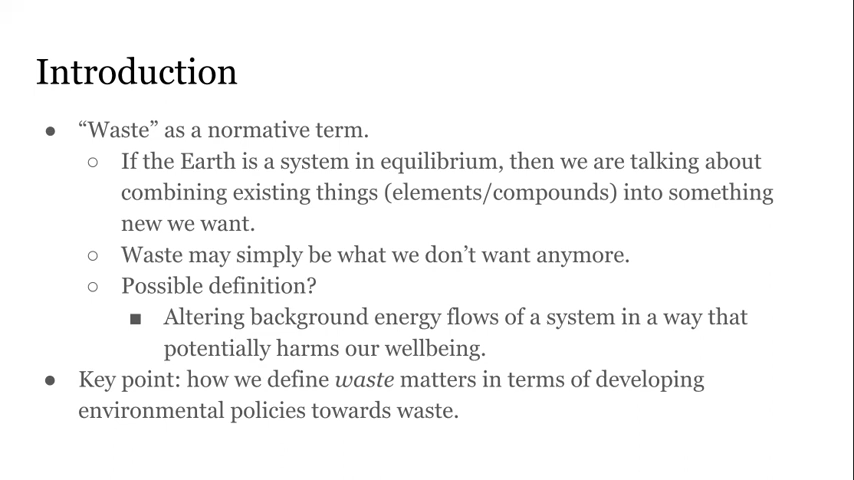 Introduction
● “Waste” as a normative term.
○ If the Earth is a system in equilibrium, then we are talking about
combining existing things (elements/compounds) into something
new we want.
○ Waste may simply be what we don’t want anymore.
○ Possible definition?
■ Altering background energy flows of a system in a way that
potentially harms our wellbeing.
● Key point: how we define waste matters in terms of developing
environmental policies towards waste.